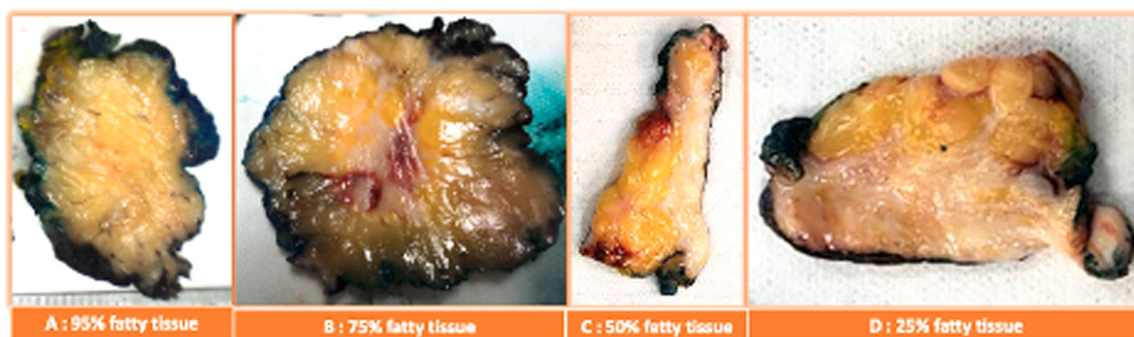 A : 95% fatty tissue
B : 75% fatty tissue
C : 50% fatty tissue
D : 25% fatty tissue